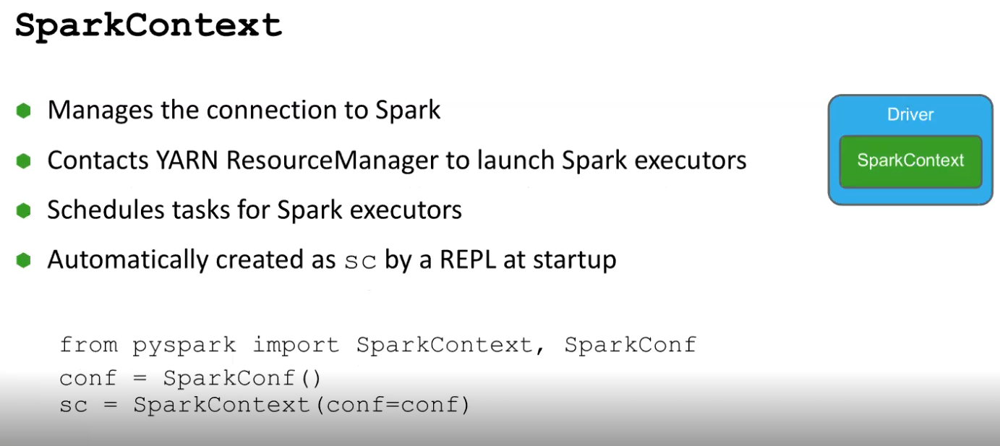 SparkContext
Manages the connection to Spark
Contacts YARN ResourceManager to launch Spark executors
Schedules tasks for Spark executors
Automatically created as sc by a REPL at startup
from pyspark import SparkContext, SparkConf
conf = SparkConf()
sc = SparkContext(conf=conf)
Driver
SparkContext